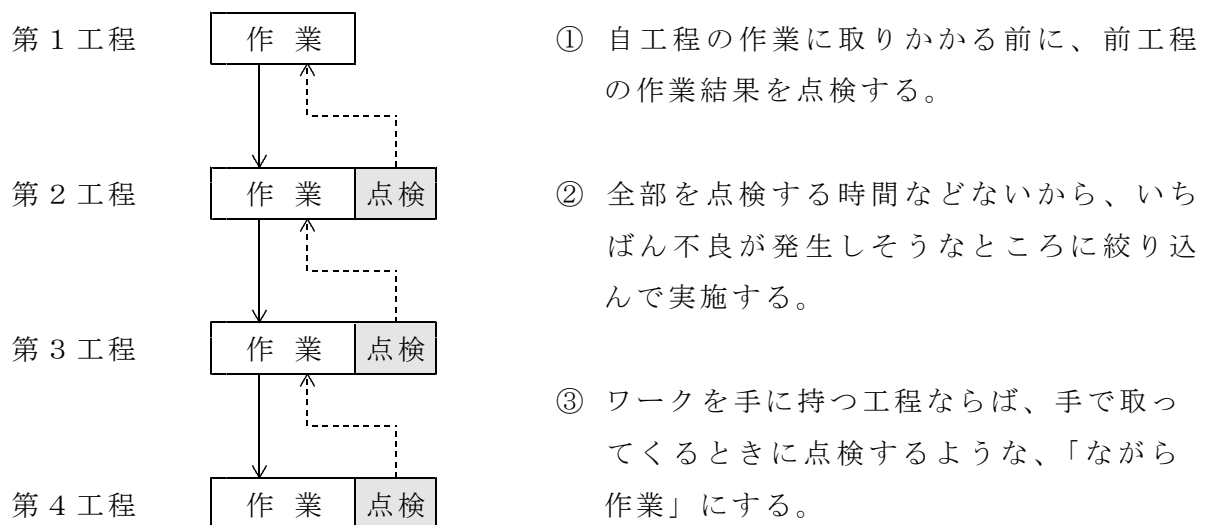 第1工程
作 業
① 自工程の作業に取りかかる前に、前工程
の作業結果を点検する。
第2工程
作 業
点検
② 全部を点検する時間などないから、いち
ばん不良が発生しそうなところに絞り込
んで実施する。
第3工程
作 業
点検
③ ワークを手に持つ工程ならば、手で取っ
てくるときに点検するような、「ながら
作業」にする。
第4工程
作 業
点検